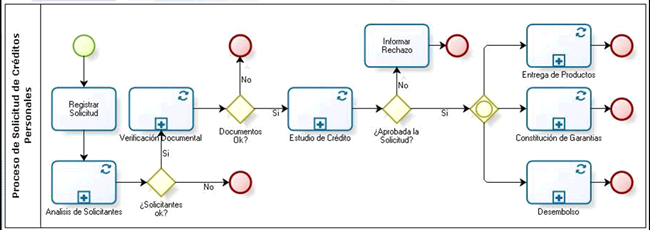 Proceso de Solicitud de Créditos
Personales
Registrar
Solicitud
Analisis de Solicitantes
¿Solicitantes
ok?
Si
No
Verificación Documental
Documentos
Ok?
No
Si
Estudio de Crédito
¿Aprobada la
Solicitud?
No
Informar
Rechazo
Si
Entrega de Productos
Constitución de Garantias
Desembolso